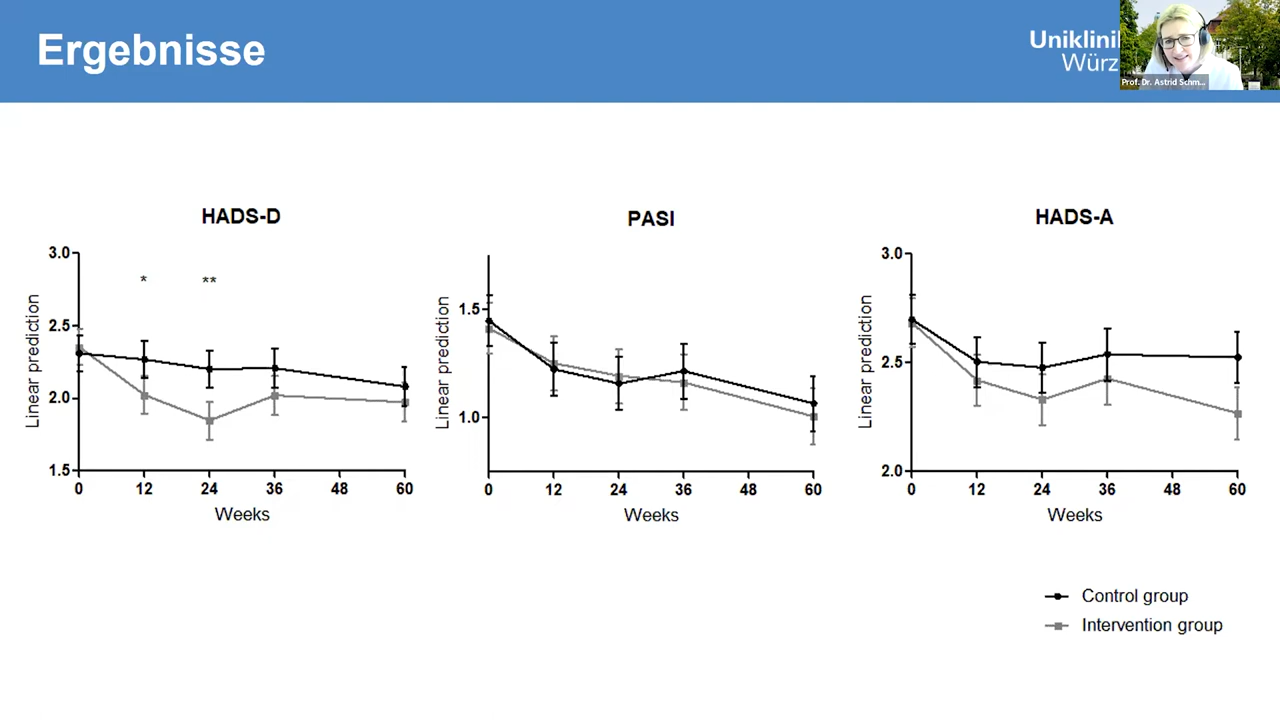 Ergebnisse
Uniklinik
Würz
Prof. Dr. Astrid Schm...
HADS-D
3.0
2.5
2.0
1.5
* **
Linear prediction
0 12 24 36 48 60
Weeks
PASI
1.5
1.0
Linear prediction
0 12 24 36 48 60
Weeks
HADS-A
3.0
2.5
2.0
Linear prediction
0 12 24 36 48 60
Weeks
Control group
Intervention group